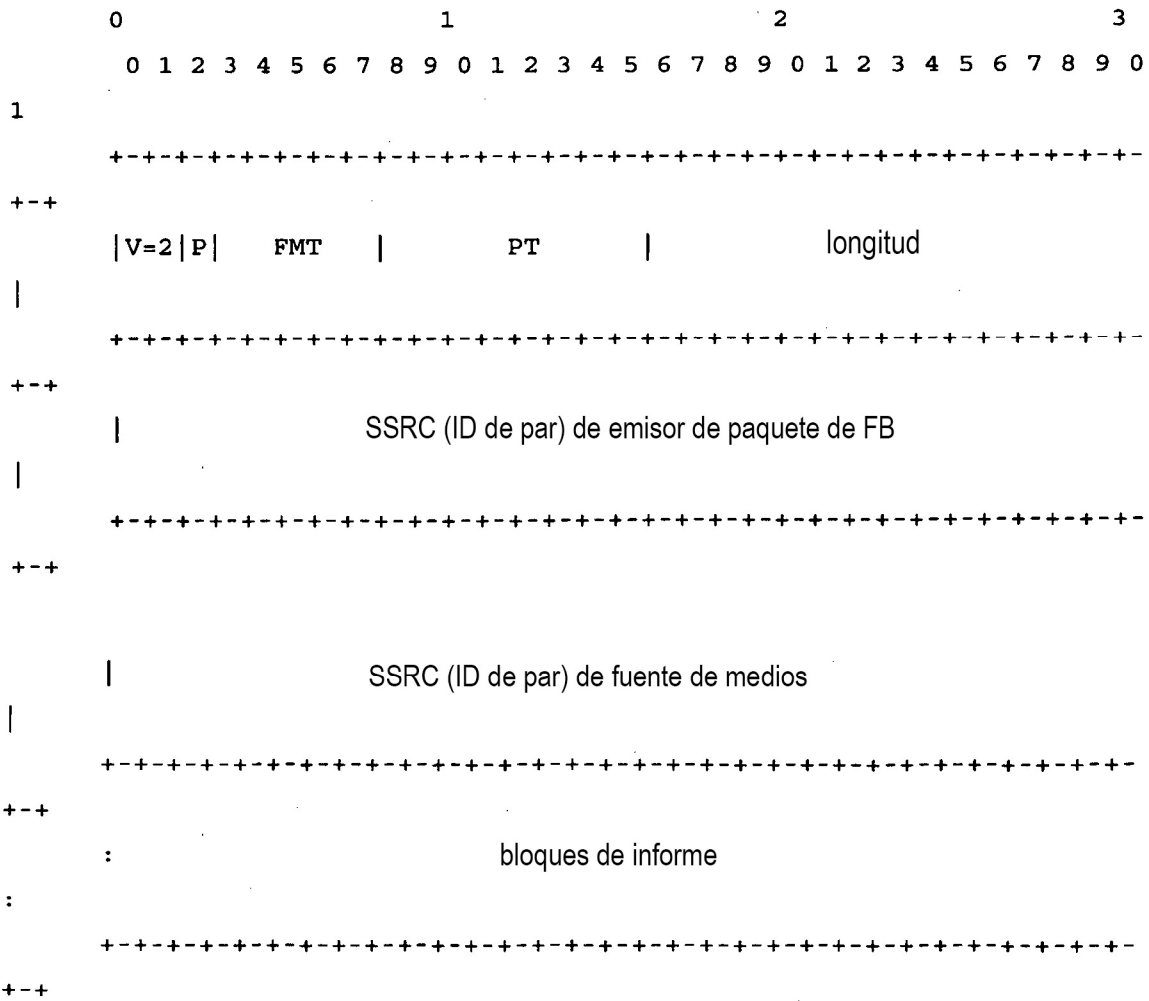 0 1 2 3
0 1 2 3 4 5 6 7 8 9 0 1 2 3 4 5 6 7 8 9 0 1 2 3 4 5 6 7 8 9 0
1
+-+-+-+-+-+-+-+-+-+-+-+-+-+-+-+-+-+-+-+-+-+-+-+-+-+-+-+-+-+-+-
+-+
|V=2|P| FMT | PT | longitud
|
+-+-+-+-+-+-+-+-+-+-+-+-+-+-+-+-+-+-+-+-+-+-+-+-+-+-+-+-+-+-+-
+-+
| SSRC (ID de par) de emisor de paquete de FB
|
+-+-+-+-+-+-+-+-+-+-+-+-+-+-+-+-+-+-+-+-+-+-+-+-+-+-+-+-+-+-+-
+-+
| SSRC (ID de par) de fuente de medios
|
+-+-+-+-+-+-+-+-+-+-+-+-+-+-+-+-+-+-+-+-+-+-+-+-+-+-+-+-+-+-+-
+-+
: bloques de informe
:
+-+-+-+-+-+-+-+-+-+-+-+-+-+-+-+-+-+-+-+-+-+-+-+-+-+-+-+-+-+-+-
+-+